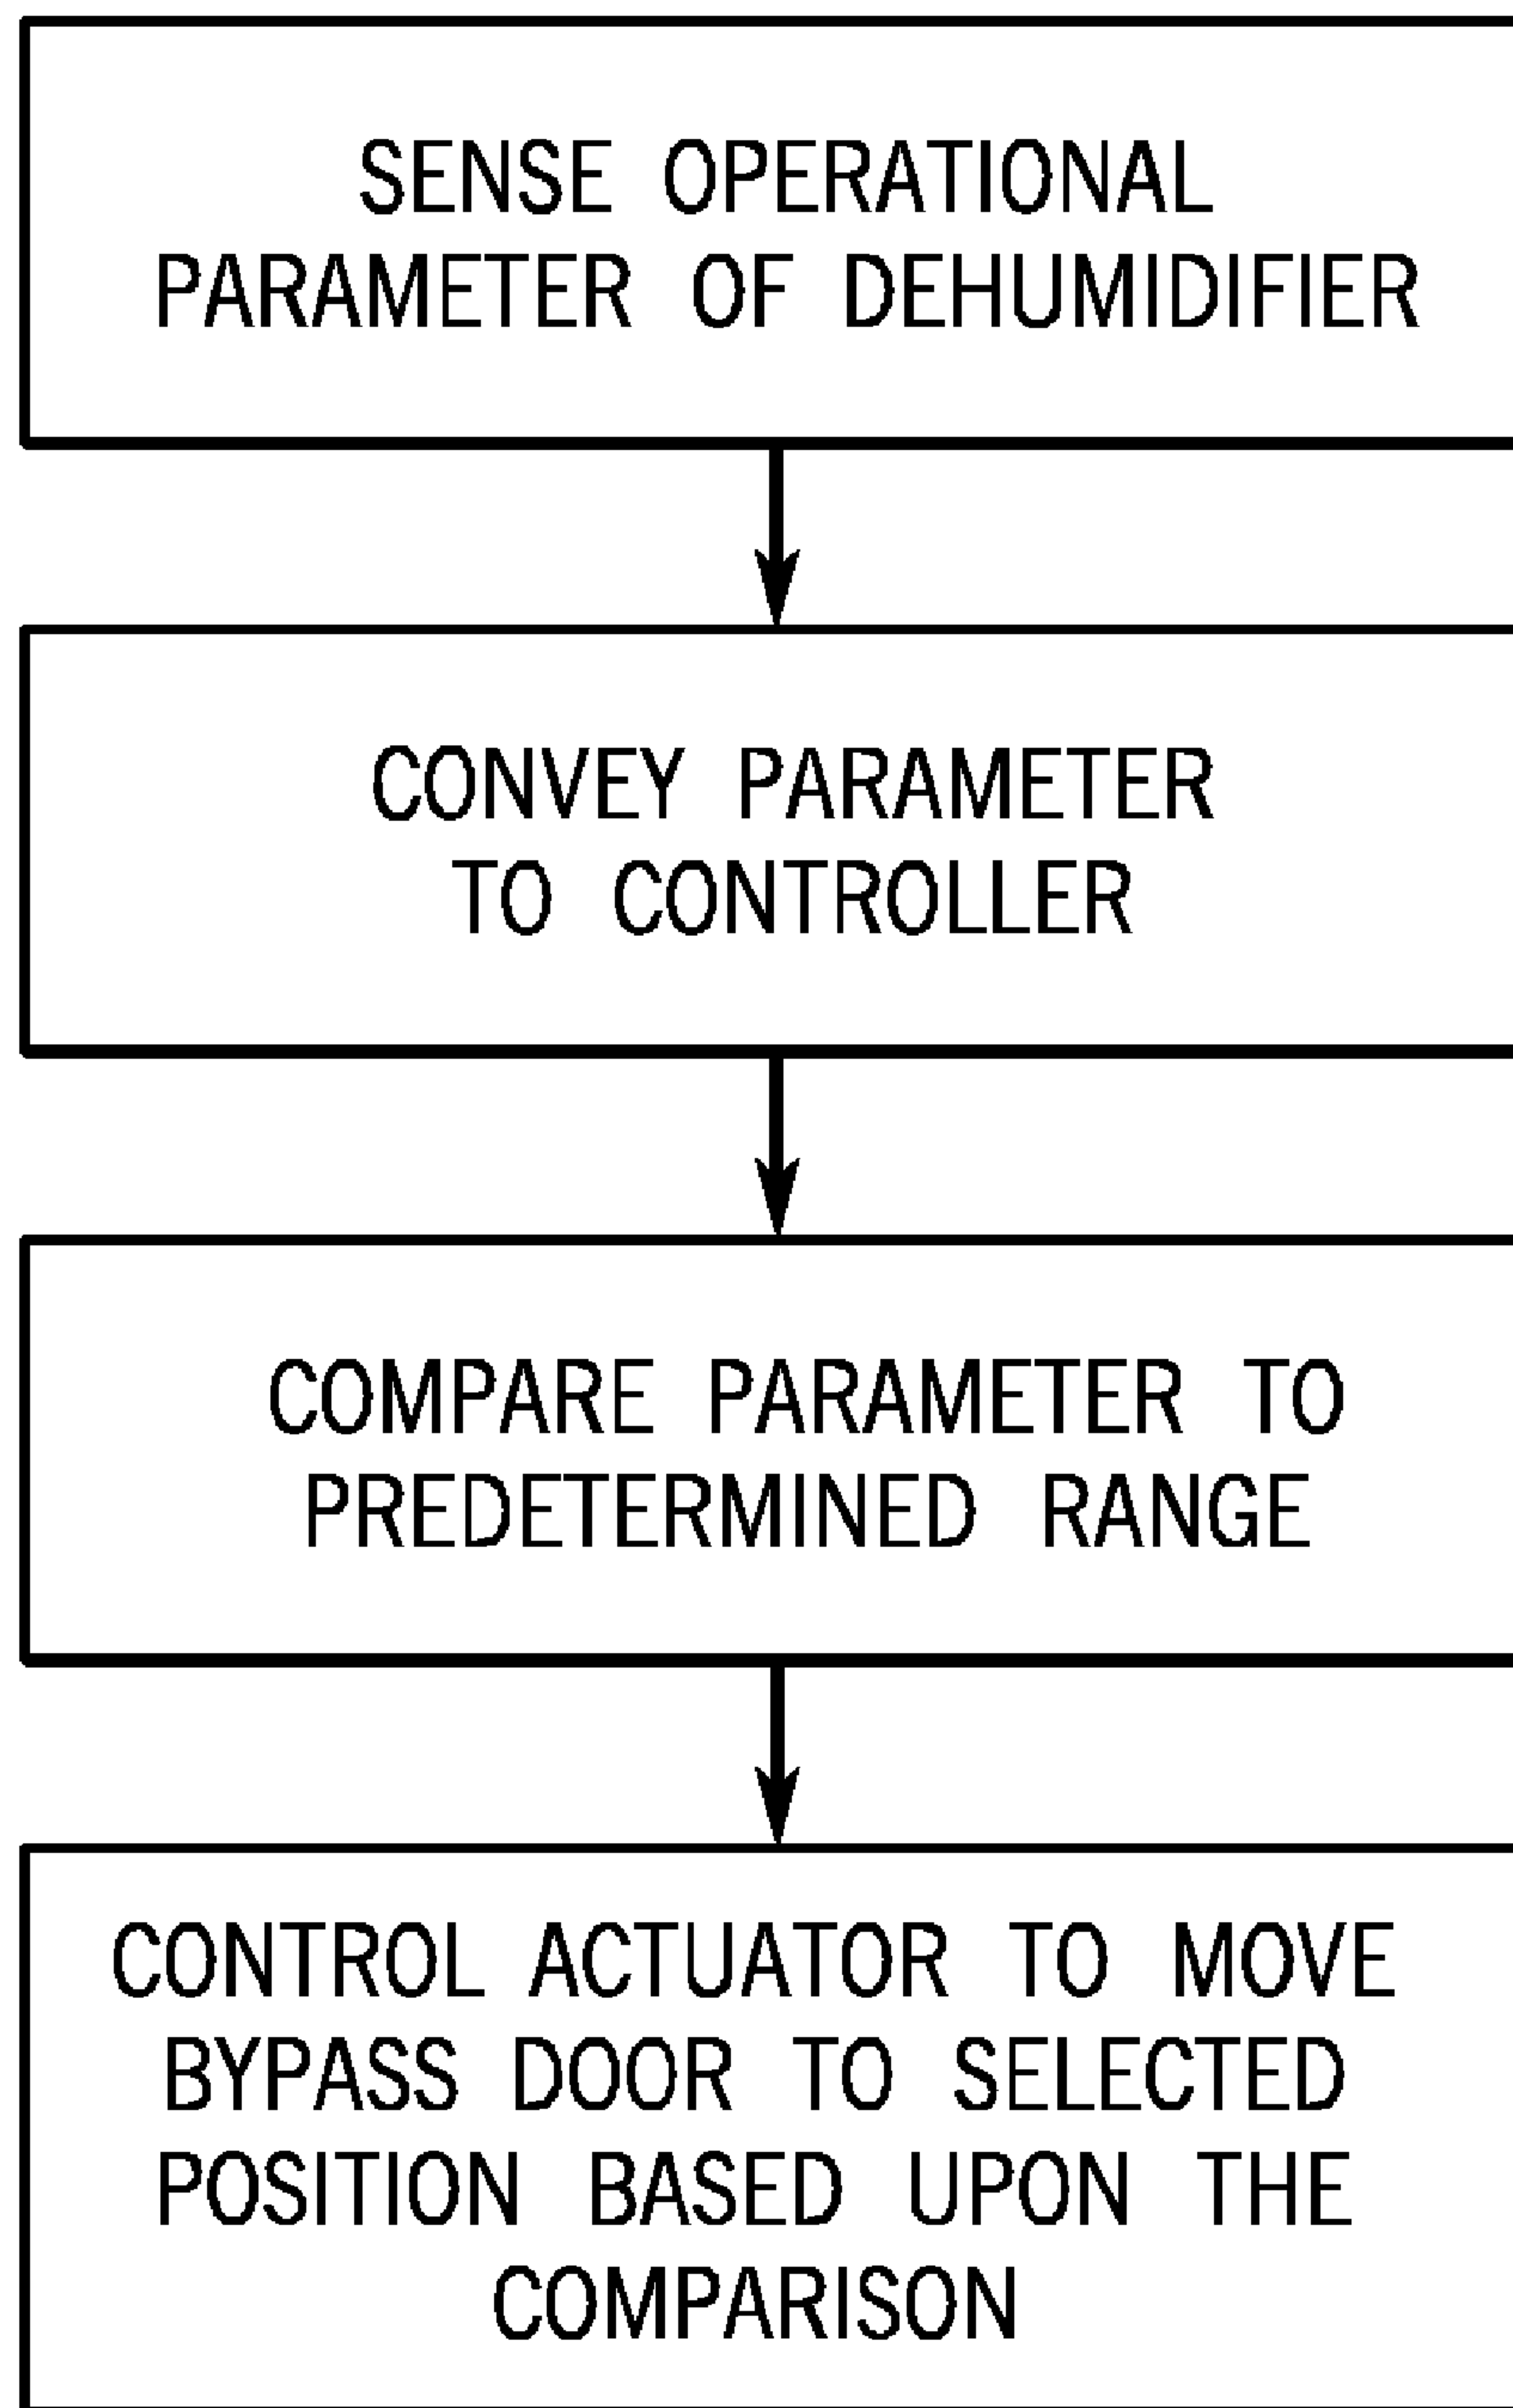 SENSE OPERATIONAL
PARAMETER OF DEHUMIDIFIER
CONVEY PARAMETER
TO CONTROLLER
COMPARE PARAMETER TO
PREDETERMINED RANGE
CONTROL ACTUATOR TO MOVE
BYPASS DOOR TO SELECTED
POSITION BASED UPON THE
COMPARISON